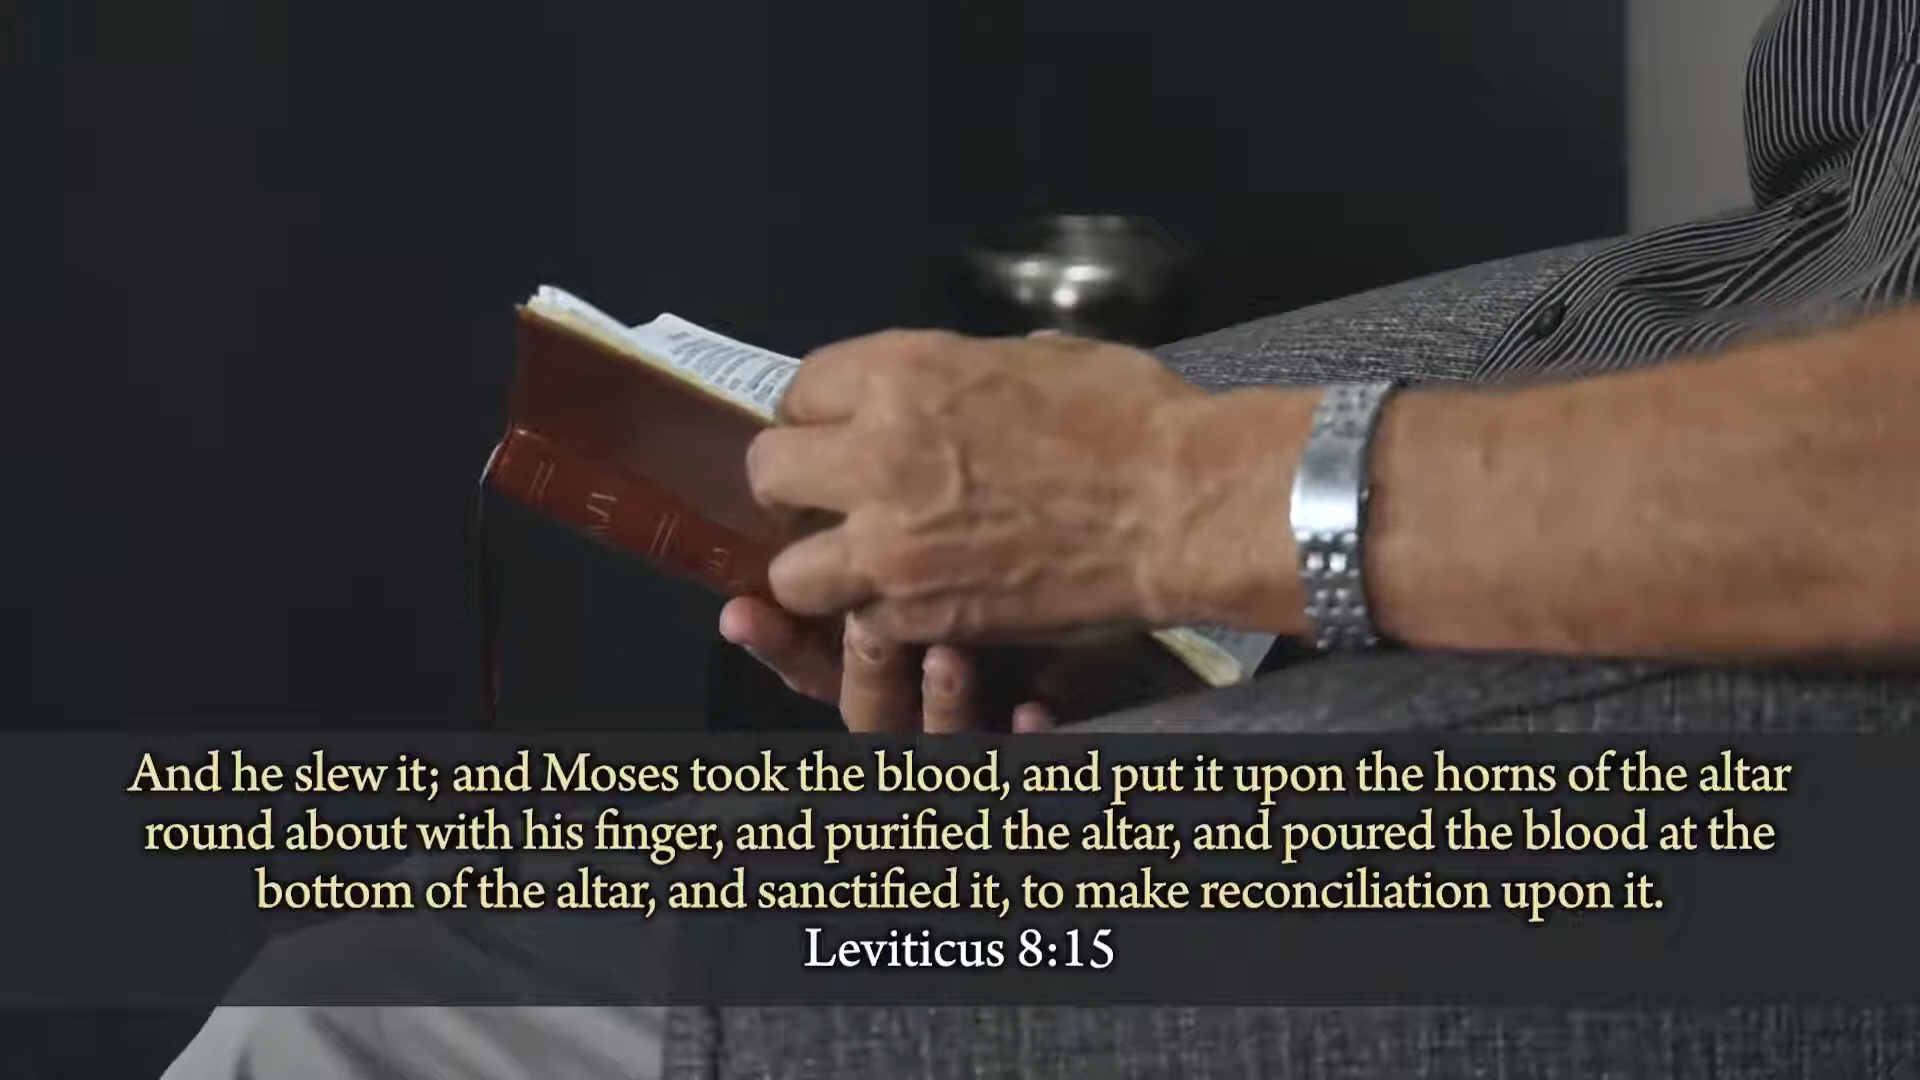 And he slew it; and Moses took the blood, and put it upon the horns of the altar
round about with his finger, and purified the altar, and poured the blood at the
bottom of the altar, and sanctified it, to make reconciliation upon it.
Leviticus 8:15